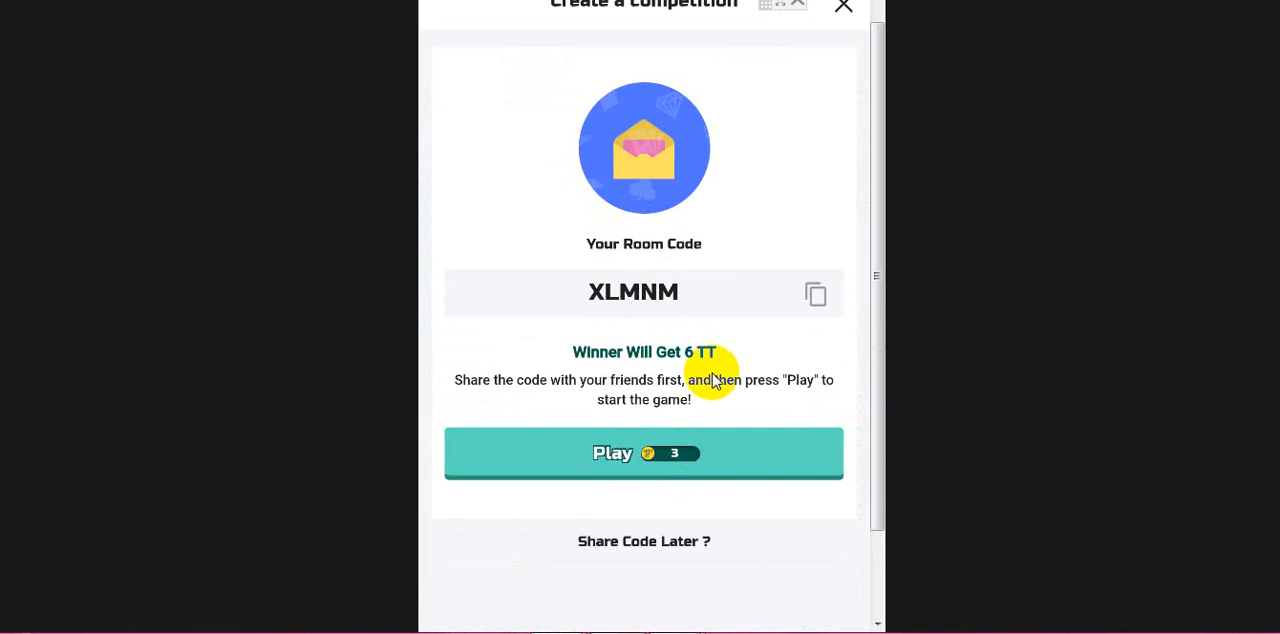 Create a competition
Your Room Code
XLMNM
Winner Will Get 6 TT
Share the code with your friends first, and then press "Play" to
start the game!
Play 3
Share Code Later ?